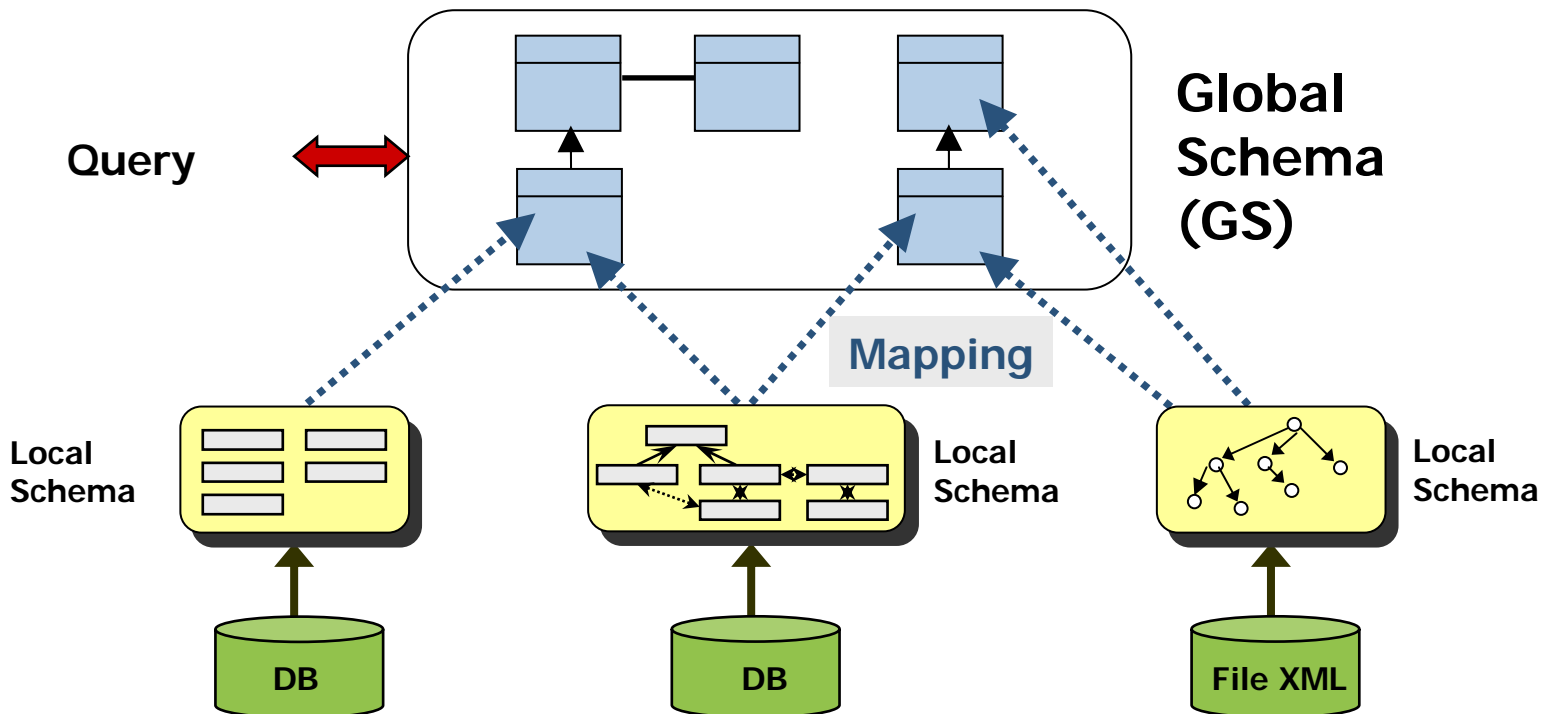 Query
Global
Schema
(GS)
Mapping
Local
Schema
Local
Schema
Local
Schema
DB
DB
File XML